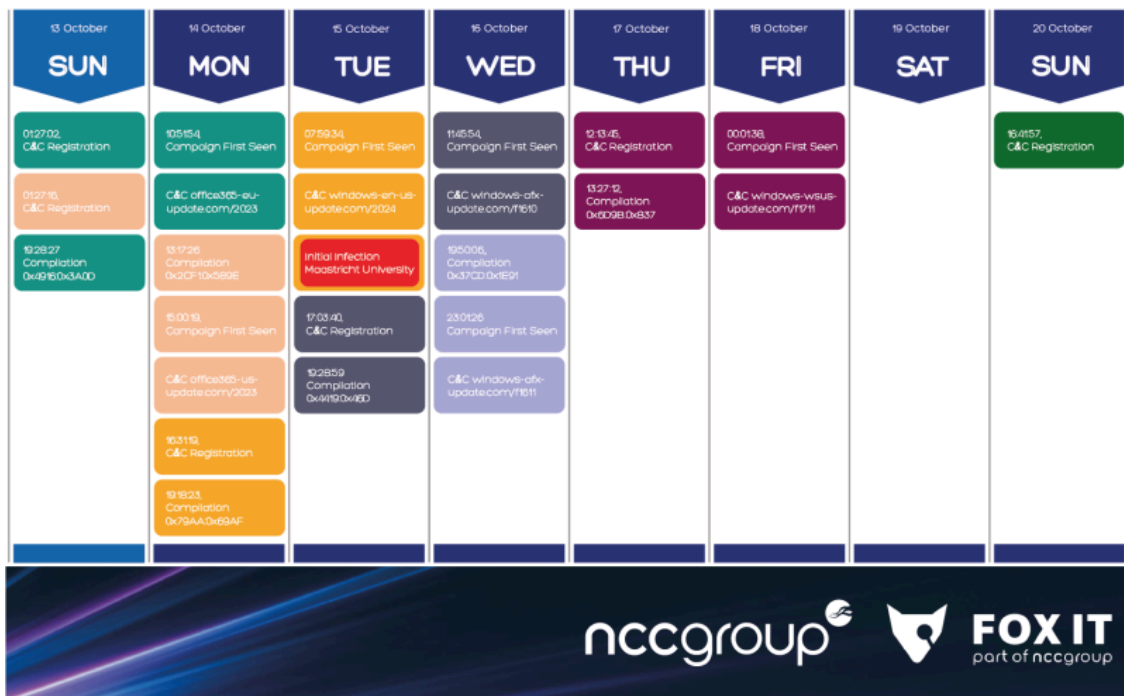 13 October
SUN
01:27:02,
C&C Registration
01:27:16,
C&C Registration
19:28:27
Compilation
0x4916:0x3A0D
14 October
MON
10:51:54,
Campaign First Seen
C&C office365-eu-
update.com/2023
13:17:26
Compilation
0x2CF1:0x5B9E
15:00:19,
Campaign First Seen
C&C office365-us-
update.com/2023
16:31:19,
C&C Registration
19:18:23,
Compilation
0x79AA:0x69AF
15 October
TUE
07:59:34,
Campaign First Seen
C&C windows-en-us-
update.com/2024
Initial Infection
Maastricht University
17:03:40,
C&C Registration
19:28:59
Compilation
0x4419:0x46D
16 October
WED
11:45:54,
Campaign First Seen
C&C windows-afx-
update.com/f1610
19:50:06,
Compilation
0x37CD:0x1E91
23:01:26
Campaign First Seen
C&C windows-afx-
update.com/f1611
17 October
THU
12:13:45,
C&C Registration
13:27:12,
Compilation
0x6D9B:0xB37
18 October
FRI
00:01:38,
Campaign First Seen
C&C windows-wsus-
update.com/f1711
19 October
SAT
20 October
SUN
16:41:57,
C&C Registration
nccgroup
FOX IT
part of nccgroup